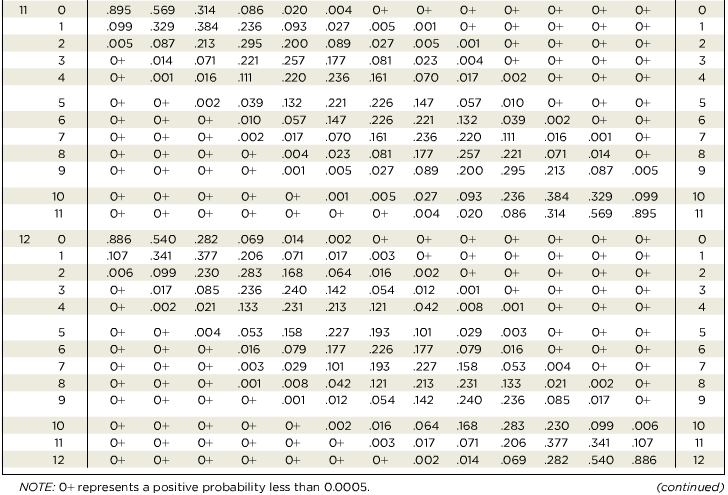 11 0 .895 .569 .314 .086 .020 .004 0+ 0+ 0+ 0+ 0+ 0+ 0+ 0
1 .099 .329 .384 .236 .093 .027 .005 .001 0+ 0+ 0+ 0+ 0+ 1
2 .005 .087 .213 .295 .200 .089 .027 .005 .001 0+ 0+ 0+ 0+ 2
3 0+ .014 .071 .221 .257 .177 .081 .023 .004 0+ 0+ 0+ 0+ 3
4 0+ .001 .016 .111 .220 .236 .161 .070 .017 .002 0+ 0+ 0+ 4
5 0+ 0+ .002 .039 .132 .221 .226 .147 .057 .010 0+ 0+ 0+ 5
6 0+ 0+ 0+ .010 .057 .147 .226 .221 .132 .039 .002 0+ 0+ 6
7 0+ 0+ 0+ .002 .017 .070 .161 .236 .220 .111 .016 .001 0+ 7
8 0+ 0+ 0+ 0+ .004 .023 .081 .177 .257 .221 .071 .014 0+ 8
9 0+ 0+ 0+ 0+ .001 .005 .027 .089 .200 .295 .213 .087 .005 9
10 0+ 0+ 0+ 0+ 0+ .001 .005 .027 .093 .236 .384 .329 .099 10
11 0+ 0+ 0+ 0+ 0+ 0+ 0+ .004 .020 .086 .314 .569 .895 11
12 0 .886 .540 .282 .069 .014 .002 0+ 0+ 0+ 0+ 0+ 0+ 0+ 0
1 .107 .341 .377 .206 .071 .017 .003 0+ 0+ 0+ 0+ 0+ 0+ 1
2 .006 .099 .230 .283 .168 .064 .016 .002 0+ 0+ 0+ 0+ 0+ 2
3 0+ .017 .085 .236 .240 .142 .054 .012 .001 0+ 0+ 0+ 0+ 3
4 0+ .002 .021 .133 .231 .213 .121 .042 .008 .001 0+ 0+ 0+ 4
5 0+ 0+ .004 .053 .158 .227 .193 .101 .029 .003 0+ 0+ 0+ 5
6 0+ 0+ 0+ .016 .079 .177 .226 .177 .079 .016 0+ 0+ 0+ 6
7 0+ 0+ 0+ .003 .029 .101 .193 .227 .158 .053 .004 0+ 0+ 7
8 0+ 0+ 0+ .001 .008 .042 .121 .213 .231 .133 .021 .002 0+ 8
9 0+ 0+ 0+ 0+ .001 .012 .054 .142 .240 .236 .085 .017 0+ 9
10 0+ 0+ 0+ 0+ 0+ .002 .016 .064 .168 .283 .230 .099 .006 10
11 0+ 0+ 0+ 0+ 0+ 0+ .003 .017 .071 .206 .377 .341 .107 11
12 0+ 0+ 0+ 0+ 0+ 0+ 0+ .002 .014 .069 .282 .540 .886 12
NOTE: 0+ represents a positive probability less than 0.0005. (continued)